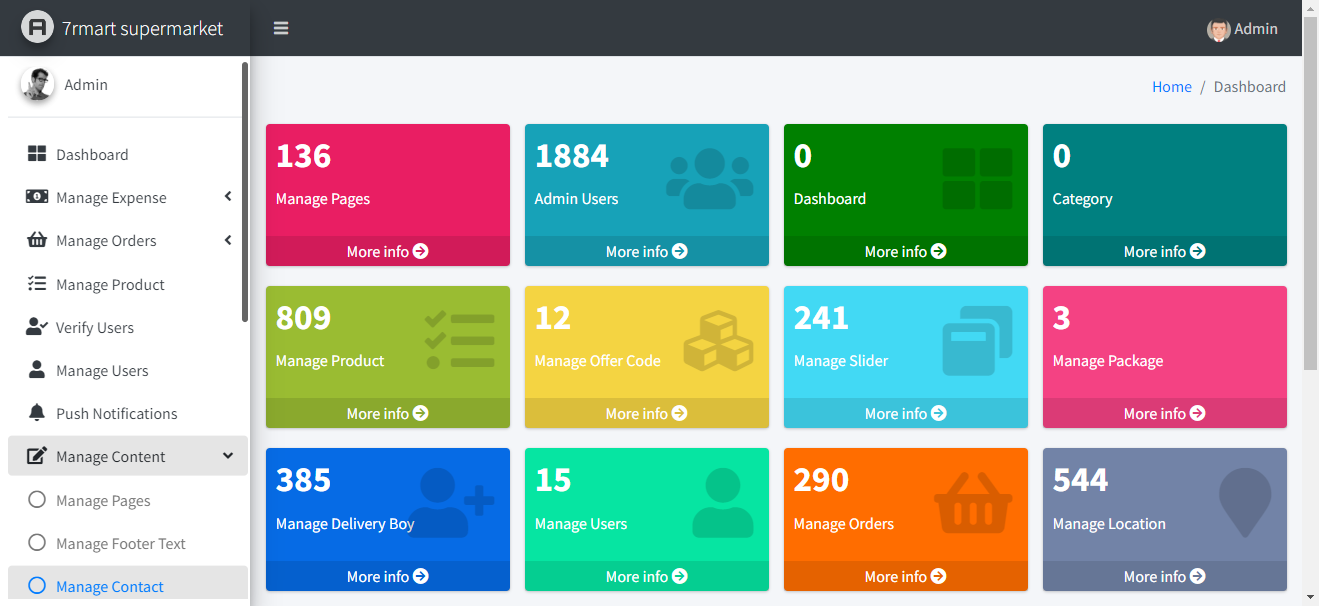 7rmart supermarket
Admin
Admin
Home / Dashboard
Dashboard
Manage Expense
Manage Orders
Manage Product
Verify Users
Manage Users
Push Notifications
Manage Content
Manage Pages
Manage Footer Text
Manage Contact
136
Manage Pages
More info
1884
Admin Users
More info
0
Dashboard
More info
0
Category
More info
809
Manage Product
More info
12
Manage Offer Code
More info
241
Manage Slider
More info
3
Manage Package
More info
385
Manage Delivery Boy
More info
15
Manage Users
More info
290
Manage Orders
More info
544
Manage Location
More info